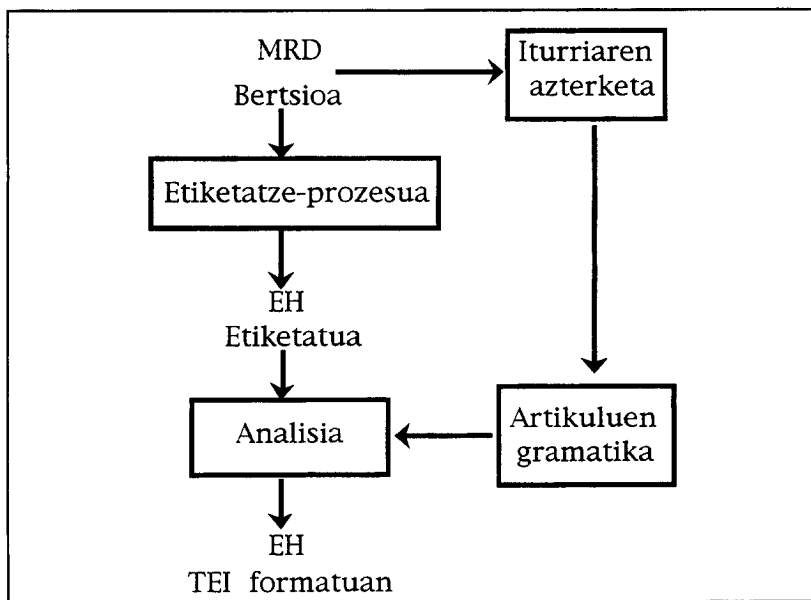 MRD
Bertsioa
Iturriaren
azterketa
Etiketatze-prozesua
EH
Etiketatua
Analisia
Artikuluen
gramatika
EH
TEI formatuan